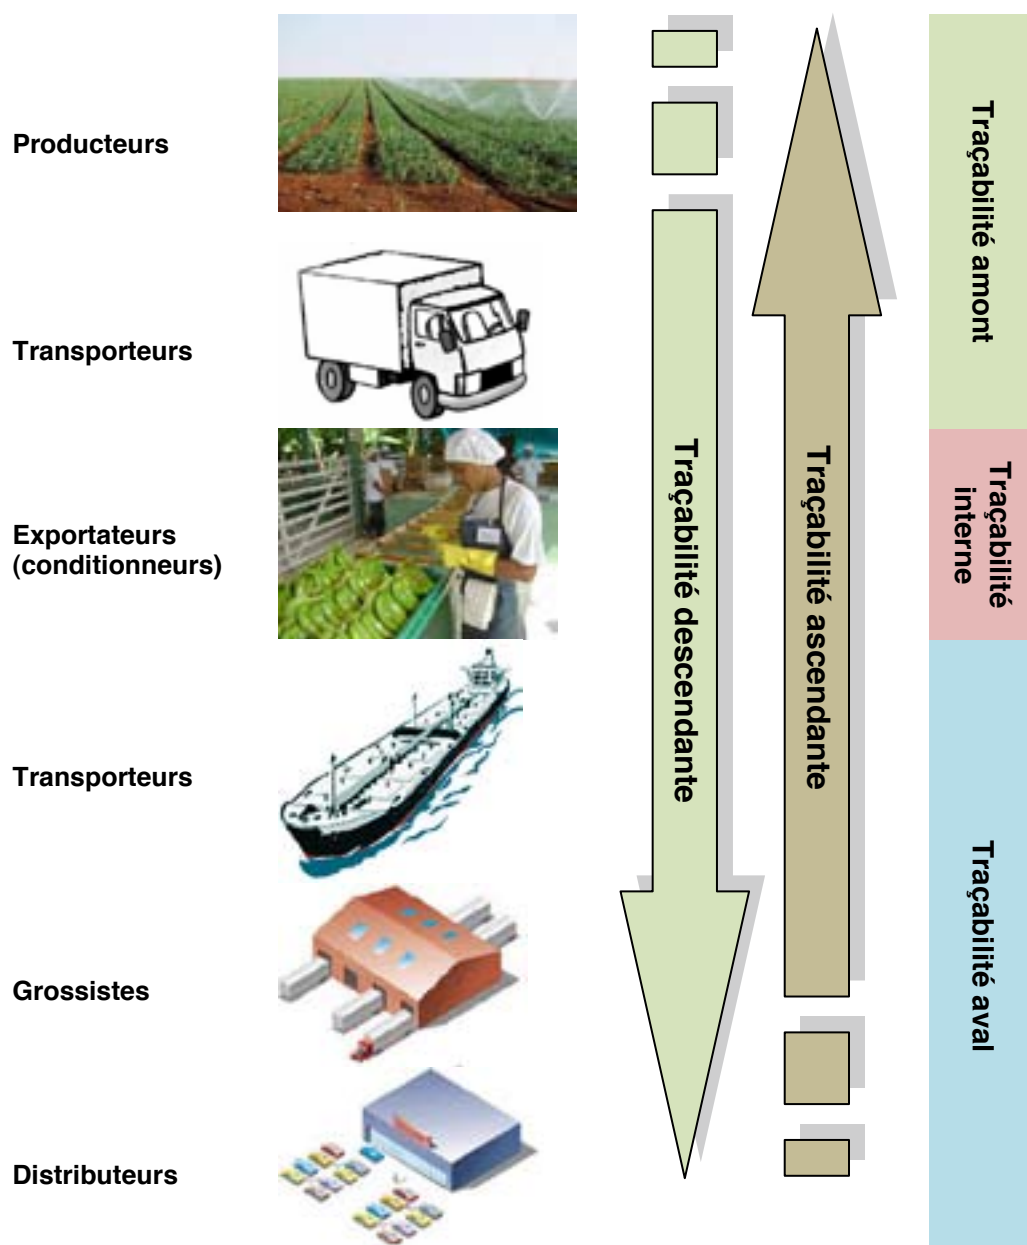 Producteurs
Transporteurs
Exportateurs
(conditionneurs)
Transporteurs
Grossistes
Distributeurs
Traçabilité descendante
Traçabilité ascendante
Traçabilité amont
Traçabilité
interne
Traçabilité aval